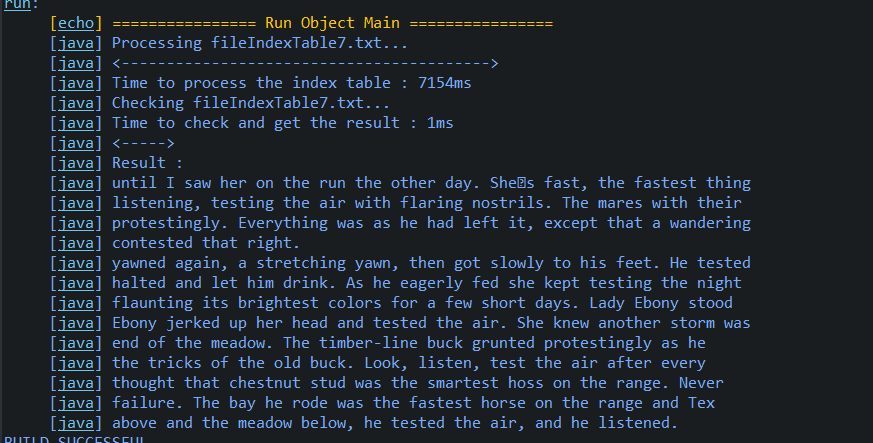 run:
[echo] ================ Run Object Main ================
[java] Processing fileIndexTable7.txt...
[java] <----------------------------------------->
[java] Time to process the index table : 7154ms
[java] Checking fileIndexTable7.txt...
[java] Time to check and get the result : 1ms
[java] <----->
[java] Result :
[java] until I saw her on the run the other day. She�s fast, the fastest thing
[java] listening, testing the air with flaring nostrils. The mares with their
[java] protestingly. Everything was as he had left it, except that a wandering
[java] contested that right.
[java] yawned again, a stretching yawn, then got slowly to his feet. He tested
[java] halted and let him drink. As he eagerly fed she kept testing the night
[java] flaunting its brightest colors for a few short days. Lady Ebony stood
[java] Ebony jerked up her head and tested the air. She knew another storm was
[java] end of the meadow. The timber-line buck grunted protestingly as he
[java] the tricks of the old buck. Look, listen, test the air after every
[java] thought that chestnut stud was the smartest hoss on the range. Never
[java] failure. The bay he rode was the fastest horse on the range and Tex
[java] above and the meadow below, he tested the air, and he listened.
BUILD SUCCESSFUL